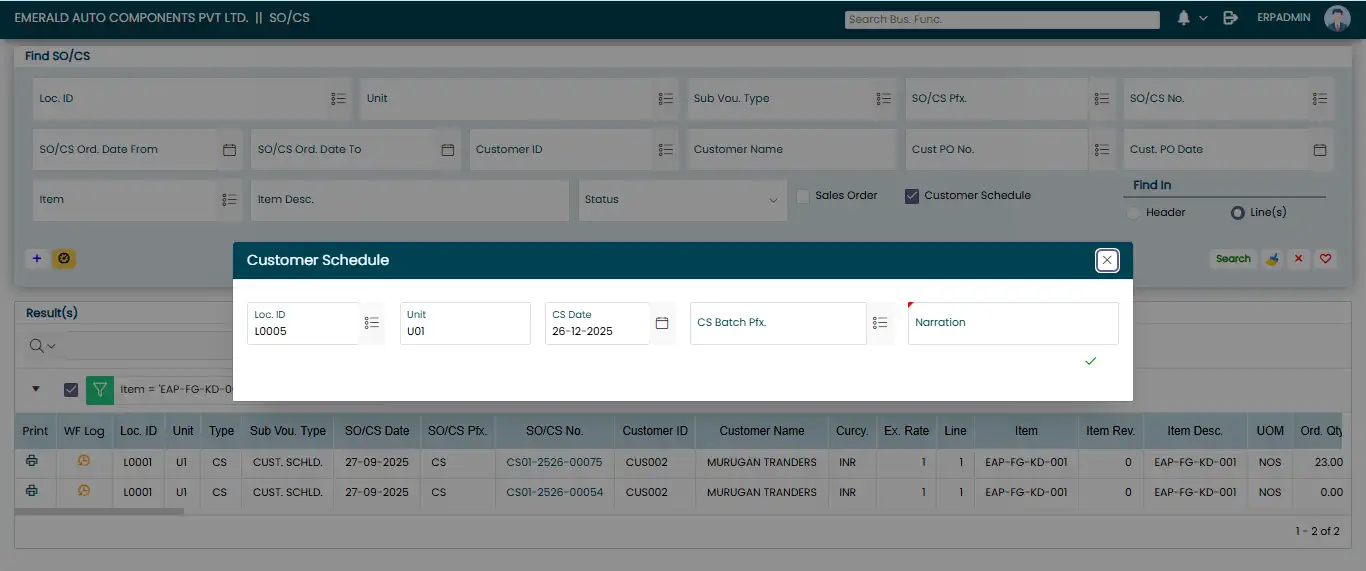 EMERALD AUTO COMPONENTS PVT LTD. || SO/CS
Search Bus. Func.
ERPADMIN
Find SO/CS
Loc. ID
Unit
Sub Vou. Type
SO/CS Pfx.
SO/CS No.
SO/CS Ord. Date From
SO/CS Ord. Date To
Customer ID
Customer Name
Cust PO No.
Cust. PO Date
Item
Item Desc.
Status
Sales Order
Customer Schedule
Find In
Header
Line(s)
Search
Customer Schedule
Loc. ID
L0005
Unit
U01
CS Date
26-12-2025
CS Batch Pfx.
Narration
Result(s)
Item = 'EAP-FG-KD-0
Print WF Log Loc. ID Unit Type Sub Vou. Type SO/CS Date SO/CS Pfx. SO/CS No. Customer ID Customer Name Curcy. Ex. Rate Line Item Item Rev. Item Desc. UOM Ord. Qty
L0001 U1 CS CUST. SCHLD. 27-09-2025 CS CS01-2526-00075 CUS002 MURUGAN TRANDERS INR 1 1 EAP-FG-KD-001 0 EAP-FG-KD-001 NOS 23.00
L0001 U1 CS CUST. SCHLD. 27-09-2025 CS CS01-2526-00054 CUS002 MURUGAN TRANDERS INR 1 1 EAP-FG-KD-001 0 EAP-FG-KD-001 NOS 0.00
1 - 2 of 2